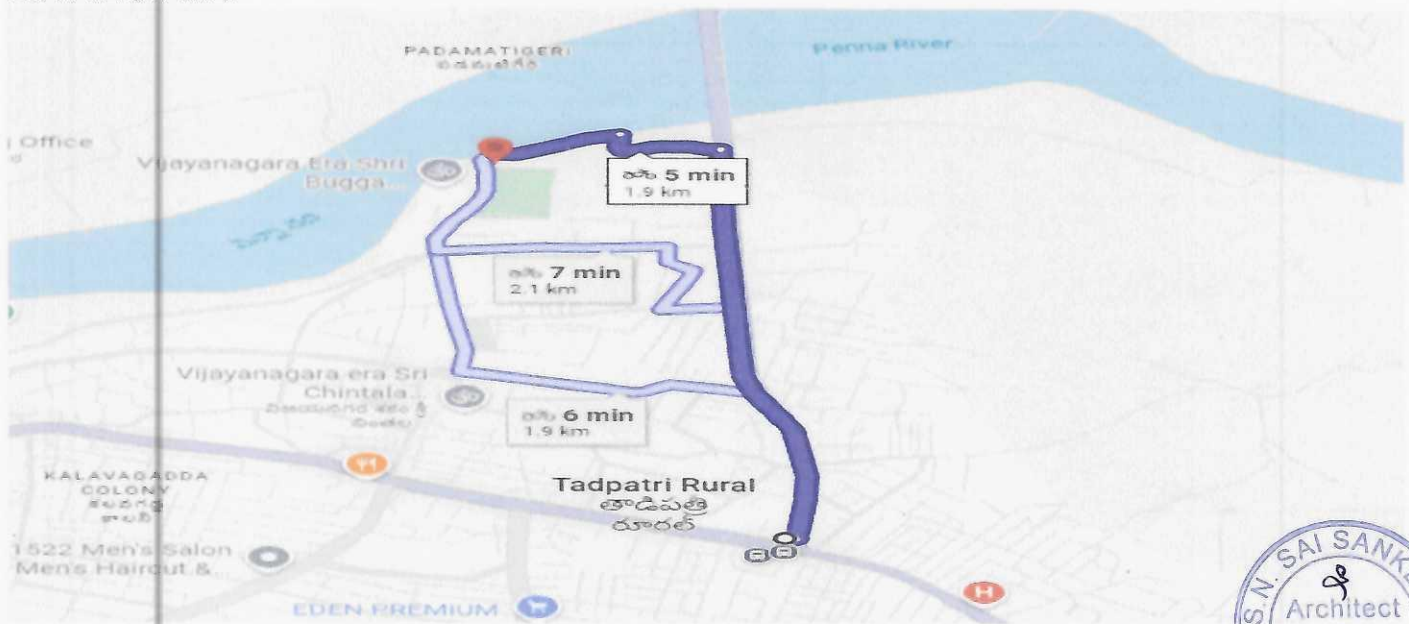 PADAMATIGERI
Penna River
Office
Vijayanagara Era Shri
Bugga...
5 min
1.9 km
7 min
2.1 km
Vijayanagara era Sri
Chintala...
6 min
1.9 km
KALAVAGADDA
COLONY
Tadpatri Rural
తాడిపత్రి
రూరల్
1522 Men's Salon
Men's Haircut &...
EDEN PREMIUM
H
S.N. SAI SANKE
Architect